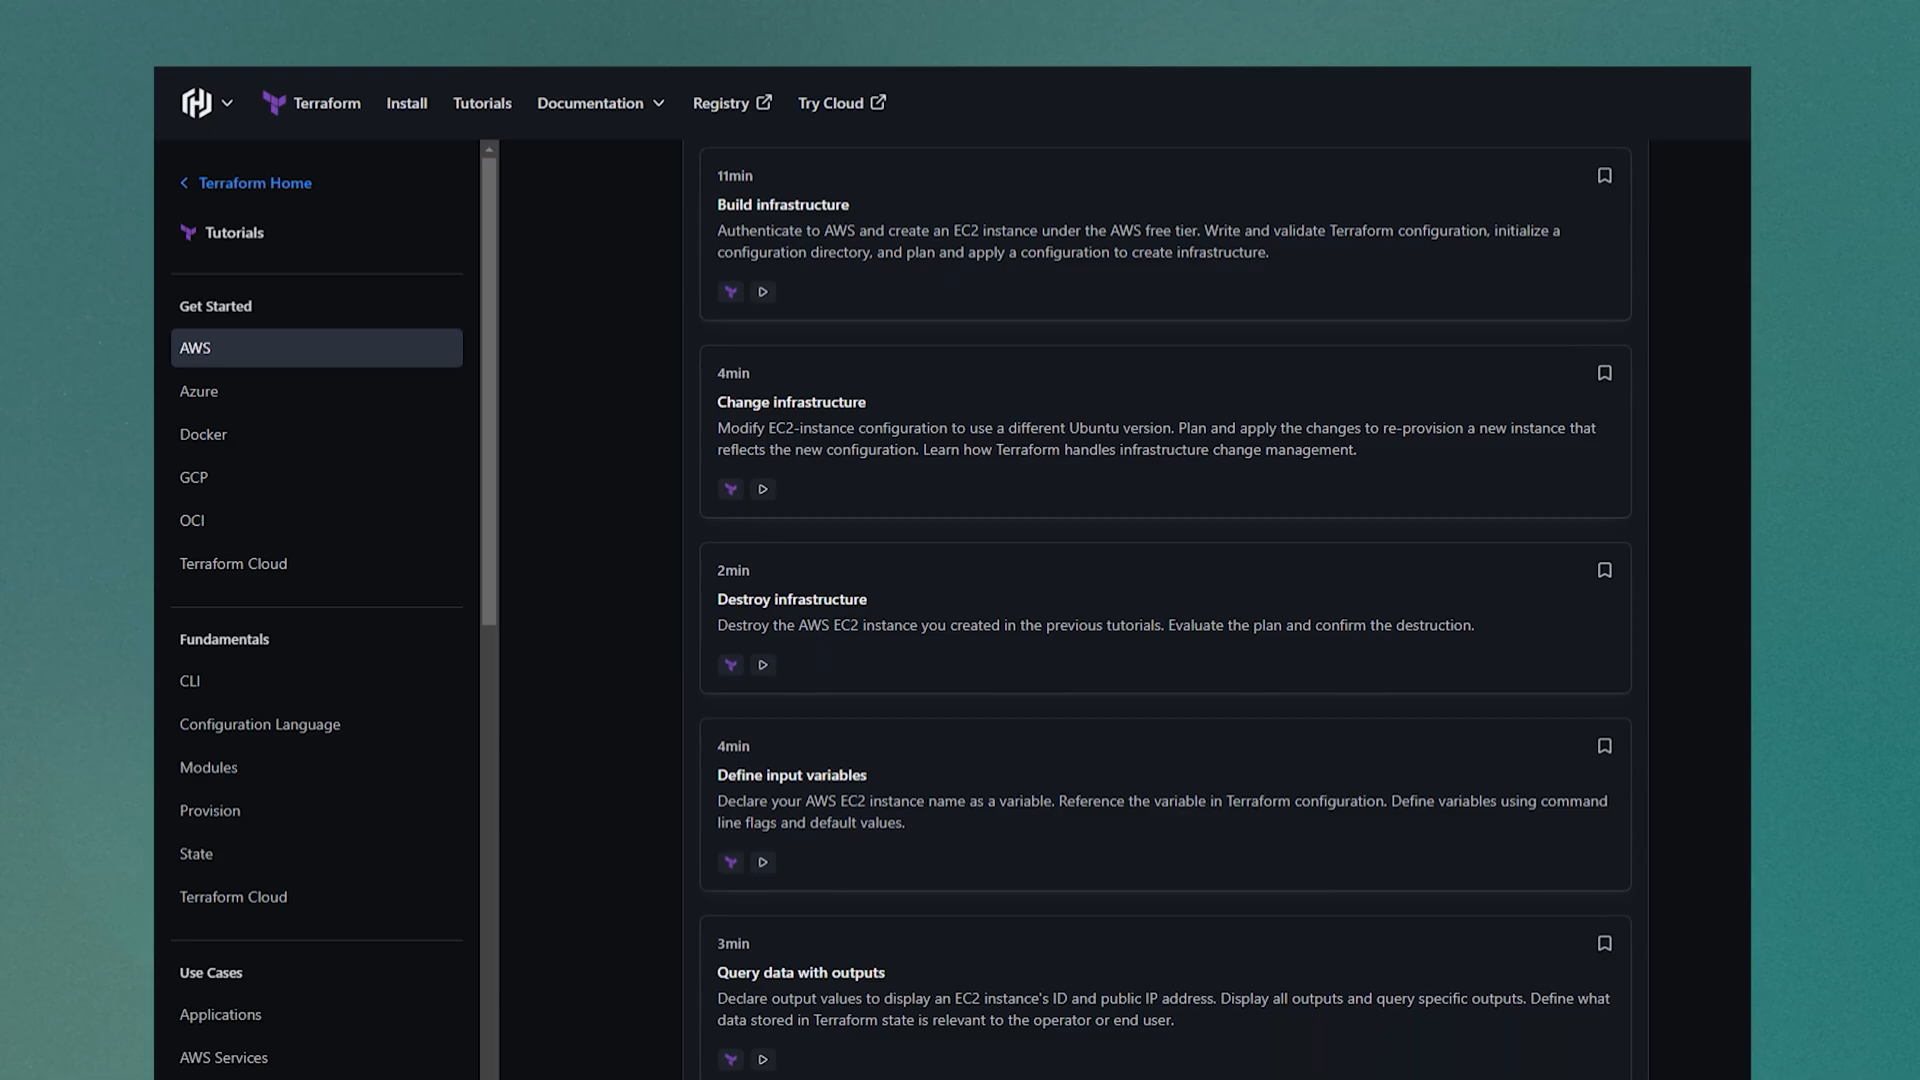 Terraform
Install
Tutorials
Documentation
Registry
Try Cloud
Terraform Home
Tutorials
Get Started
AWS
Azure
Docker
GCP
OCI
Terraform Cloud
Fundamentals
CLI
Configuration Language
Modules
Provision
State
Terraform Cloud
Use Cases
Applications
AWS Services
11min
Build infrastructure
Authenticate to AWS and create an EC2 instance under the AWS free tier. Write and validate Terraform configuration, initialize a
configuration directory, and plan and apply a configuration to create infrastructure.
4min
Change infrastructure
Modify EC2-instance configuration to use a different Ubuntu version. Plan and apply the changes to re-provision a new instance that
reflects the new configuration. Learn how Terraform handles infrastructure change management.
2min
Destroy infrastructure
Destroy the AWS EC2 instance you created in the previous tutorials. Evaluate the plan and confirm the destruction.
4min
Define input variables
Declare your AWS EC2 instance name as a variable. Reference the variable in Terraform configuration. Define variables using command
line flags and default values.
3min
Query data with outputs
Declare output values to display an EC2 instance's ID and public IP address. Display all outputs and query specific outputs. Define what
data stored in Terraform state is relevant to the operator or end user.